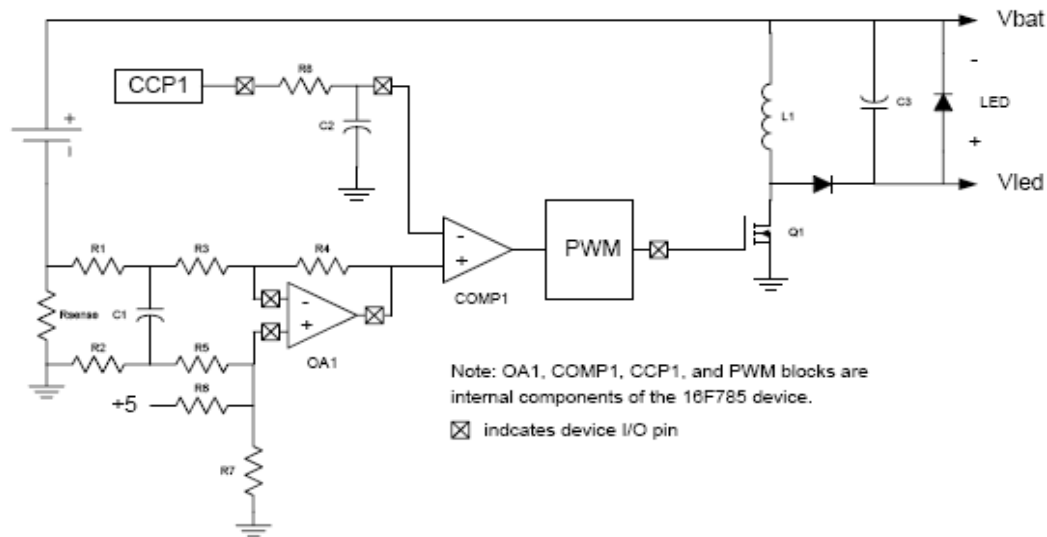 Vbat
CCP1
R8
C2
-
LED
+
L1
C3
Vled
+
-
R1
R3
R4
-
+
COMP1
PWM
Q1
Rsense
C1
-
+
OA1
R2
R5
R6
+5
R7
Note: OA1, COMP1, CCP1, and PWM blocks are
internal components of the 16F785 device.
indcates device I/O pin